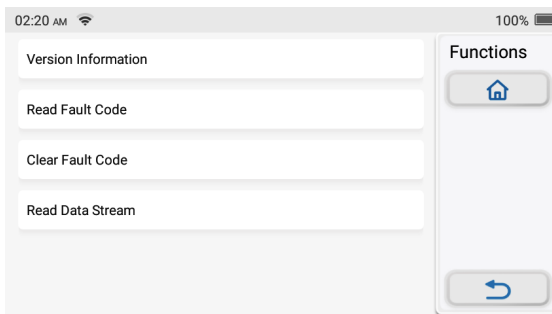 02:20 AM
100%
Functions
Version Information
Read Fault Code
Clear Fault Code
Read Data Stream